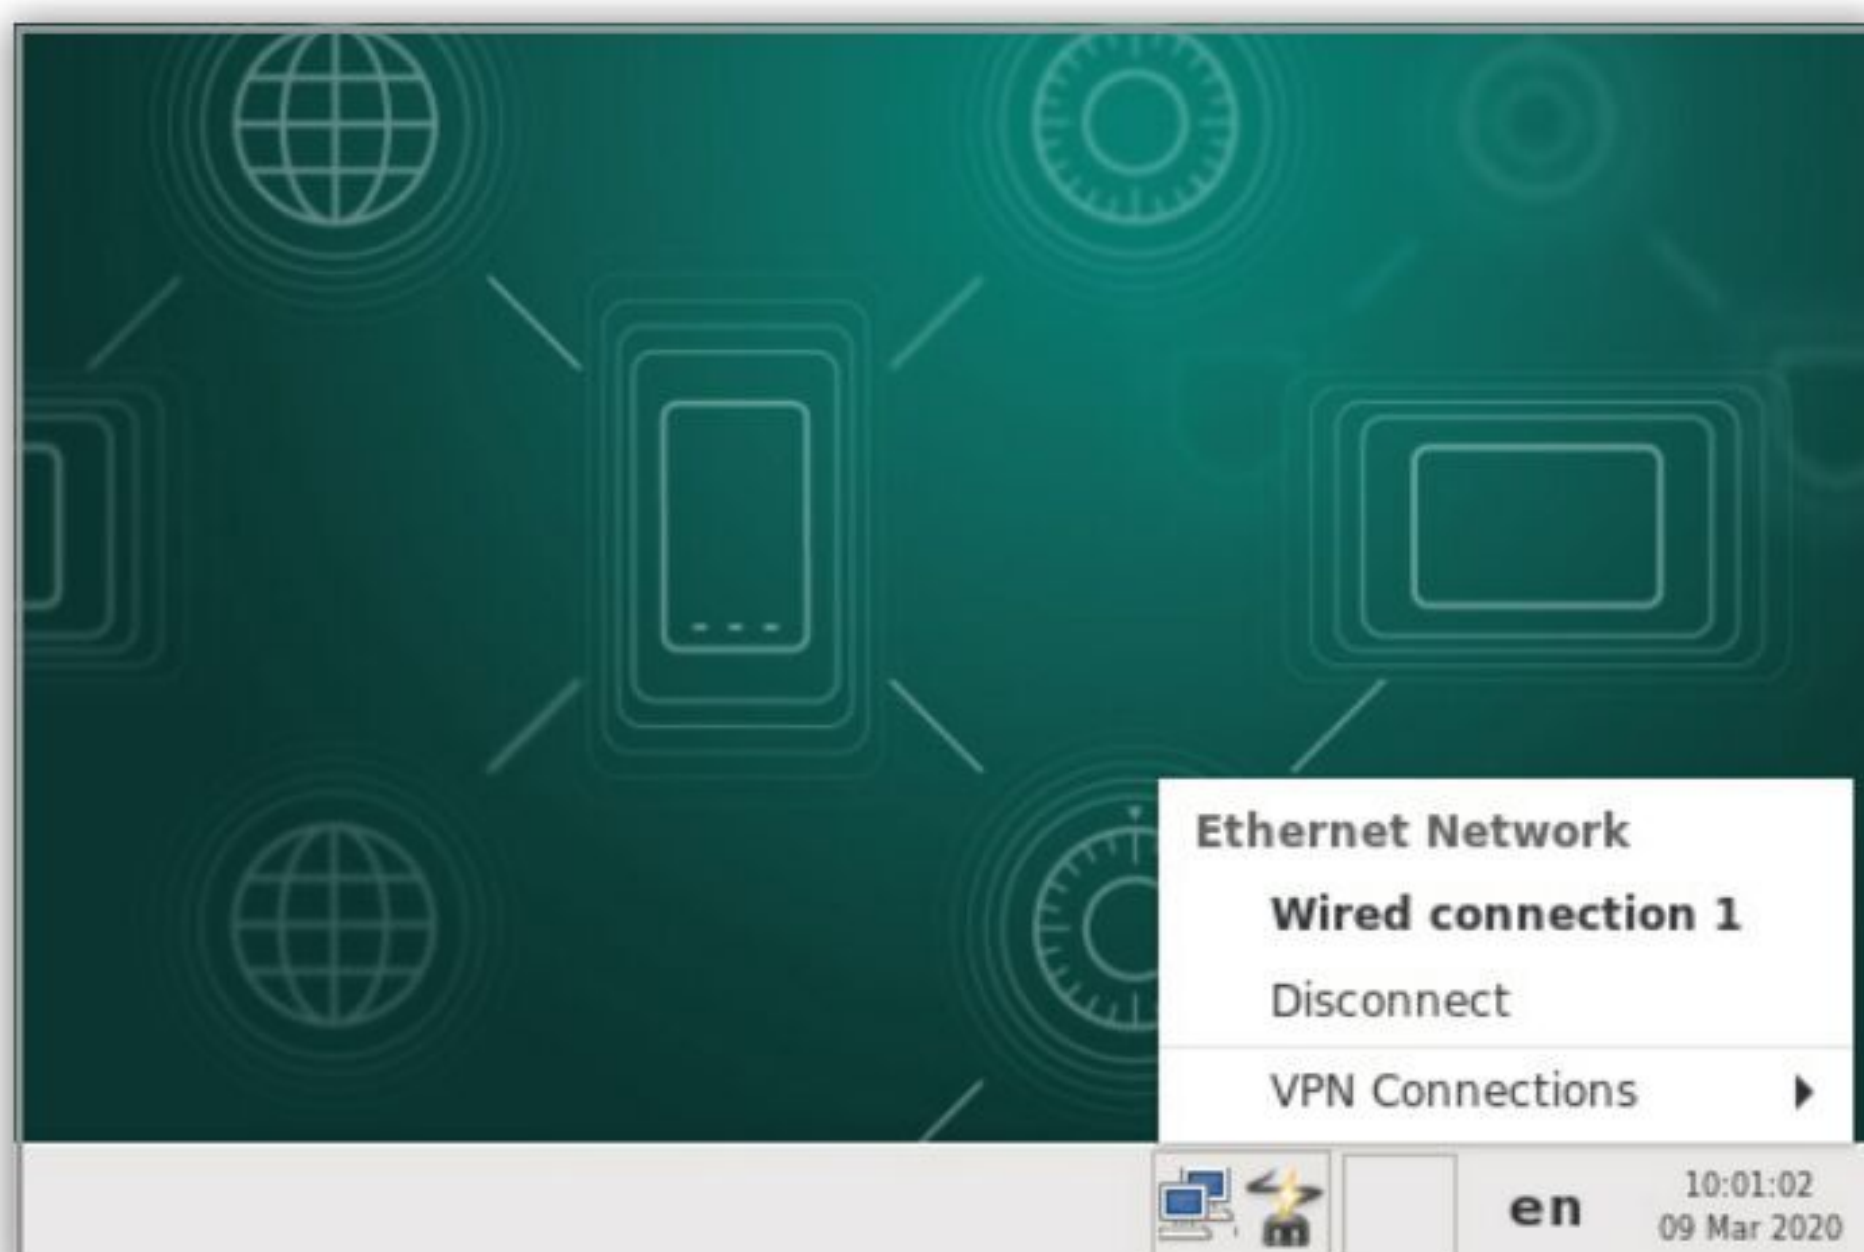 Ethernet Network
Wired connection 1
Disconnect
VPN Connections
en
10:01:02
09 Mar 2020